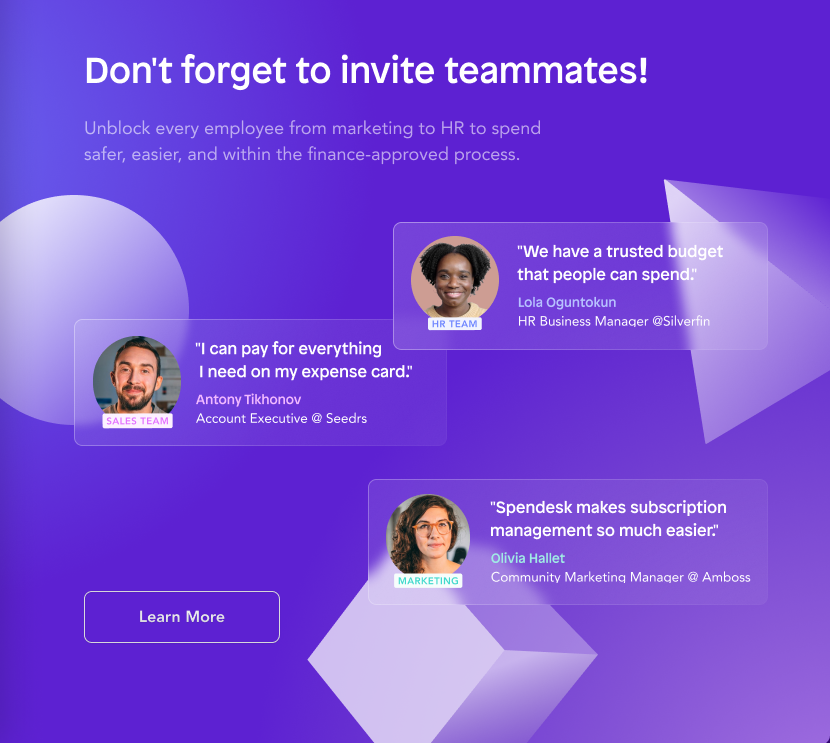 Don't forget to invite teammates!
Unblock every employee from marketing to HR to spend
safer, easier, and within the finance-approved process.
"We have a trusted budget
that people can spend."
Lola Oguntokun
HR Business Manager @Silverfin
HR TEAM
"I can pay for everything
I need on my expense card."
Antony Tikhonov
Account Executive @ Seedrs
SALES TEAM
"Spendesk makes subscription
management so much easier."
Olivia Hallet
Community Marketing Manager @ Amboss
MARKETING
Learn More